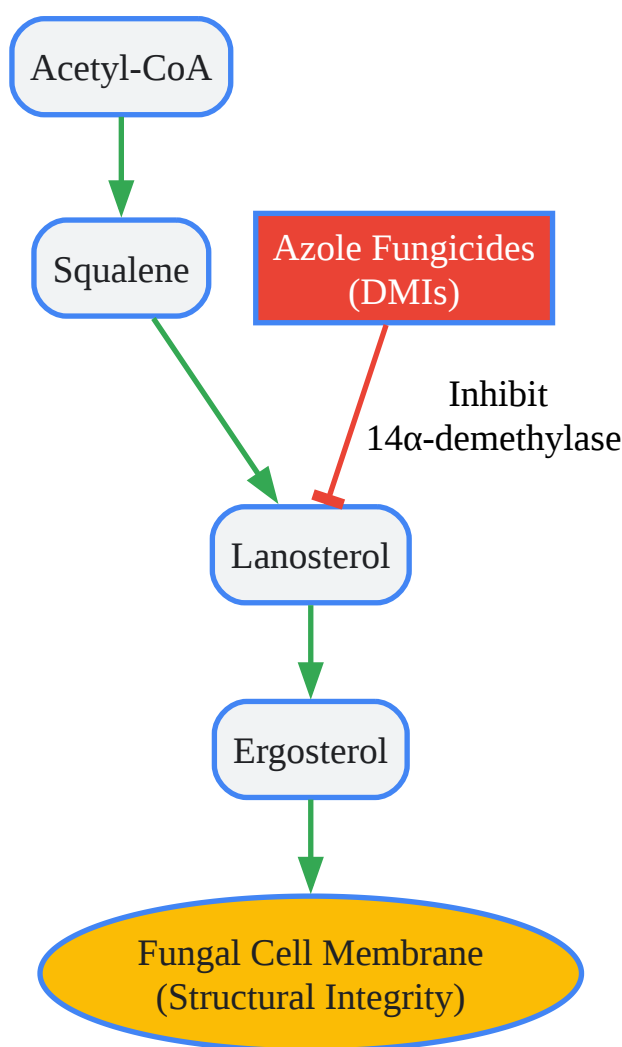 Acetyl-CoA
Squalene
Azole Fungicides
(DMIs)
Inhibit
14α-demethylase
Lanosterol
Ergosterol
Fungal Cell Membrane
(Structural Integrity)